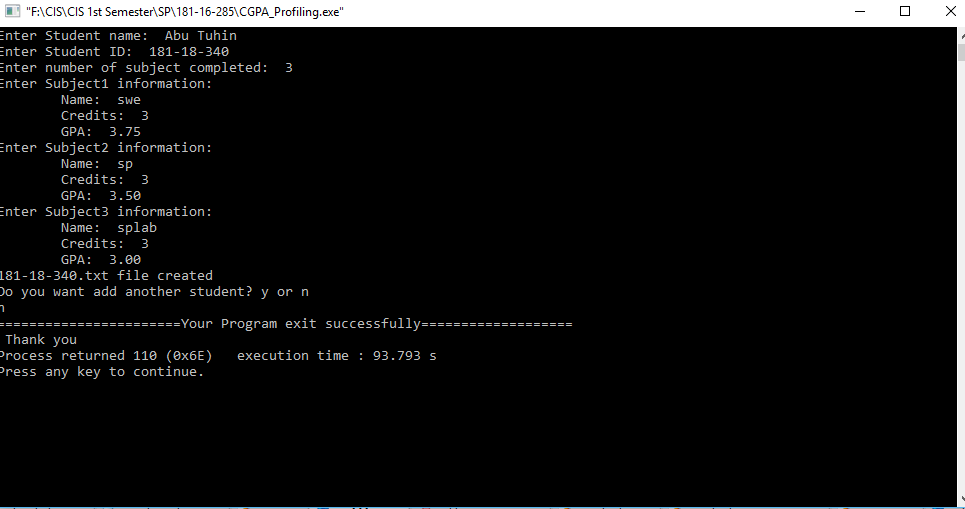 "F:\CIS\CIS 1st Semester\SP\181-16-285\CGPA_Profiling.exe"
Enter Student name:  Abu Tuhin
Enter Student ID:  181-18-340
Enter number of subject completed:  3
Enter Subject1 information:
        Name:  swe
        Credits:  3
        GPA:  3.75
Enter Subject2 information:
        Name:  sp
        Credits:  3
        GPA:  3.50
Enter Subject3 information:
        Name:  splab
        Credits:  3
        GPA:  3.00
181-18-340.txt file created
Do you want add another student? y or n
n
=======================Your Program exit successfully===================
 Thank you
Process returned 110 (0x6E)   execution time : 93.793 s
Press any key to continue.